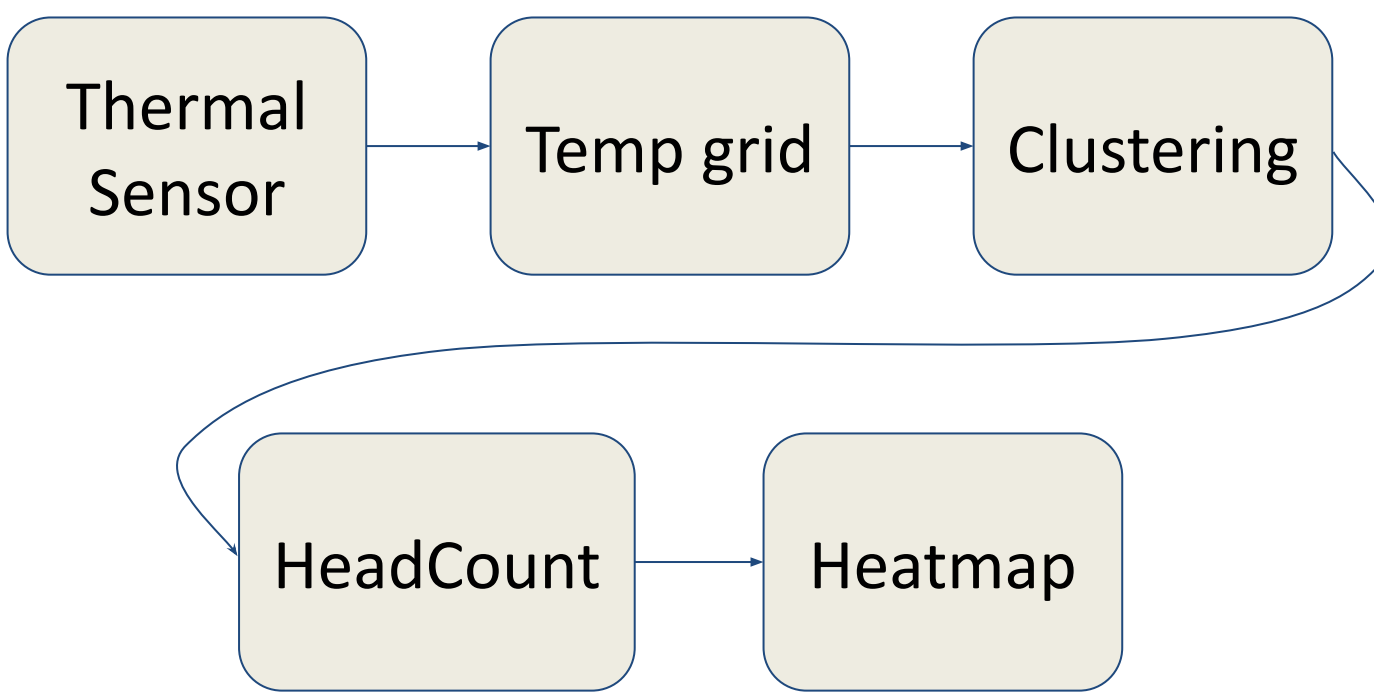 Thermal
Sensor
Temp grid
Clustering
HeadCount
Heatmap